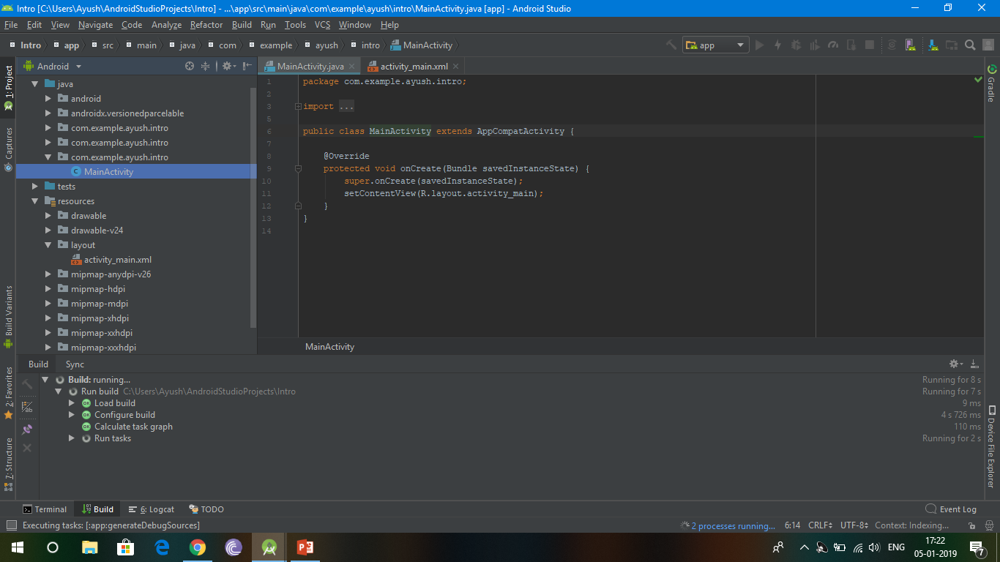 Intro [C:\Users\Ayush\AndroidStudioProjects\Intro] - ...\app\src\main\java\com\example\ayush\intro\MainActivity.java [app] - Android Studio
File Edit View Navigate Code Analyze Refactor Build Run Tools VCS Window Help
Intro app src main java com example ayush intro MainActivity
app
1: Project
Captures
Build Variants
2: Favorites
7: Structure
Android
java
android
androidx.versionedparcelable
com.example.ayush.intro
com.example.ayush.intro
com.example.ayush.intro
MainActivity
tests
resources
drawable
drawable-v24
layout
activity_main.xml
mipmap-anydpi-v26
mipmap-hdpi
mipmap-mdpi
mipmap-xhdpi
mipmap-xxhdpi
mipmap-xxxhdpi
MainActivity.java activity_main.xml
1 package com.example.ayush.intro;
2
3 import ...
5
6 public class MainActivity extends AppCompatActivity {
7
8 @Override
9 protected void onCreate(Bundle savedInstanceState) {
10 super.onCreate(savedInstanceState);
11 setContentView(R.layout.activity_main);
12 }
13 }
14
MainActivity
Gradle
Device File Explorer
Build Sync
Build: running... Running for 8 s
Run build C:\Users\Ayush\AndroidStudioProjects\Intro Running for 7 s
Load build 9 ms
Configure build 4 s 726 ms
Calculate task graph 110 ms
Run tasks Running for 2 s
Terminal Build 6: Logcat TODO Event Log
Executing tasks: [:app:generateDebugSources] 2 processes running... 6:14 CRLF UTF-8 Context: Indexing...
ENG 17:22
05-01-2019
7